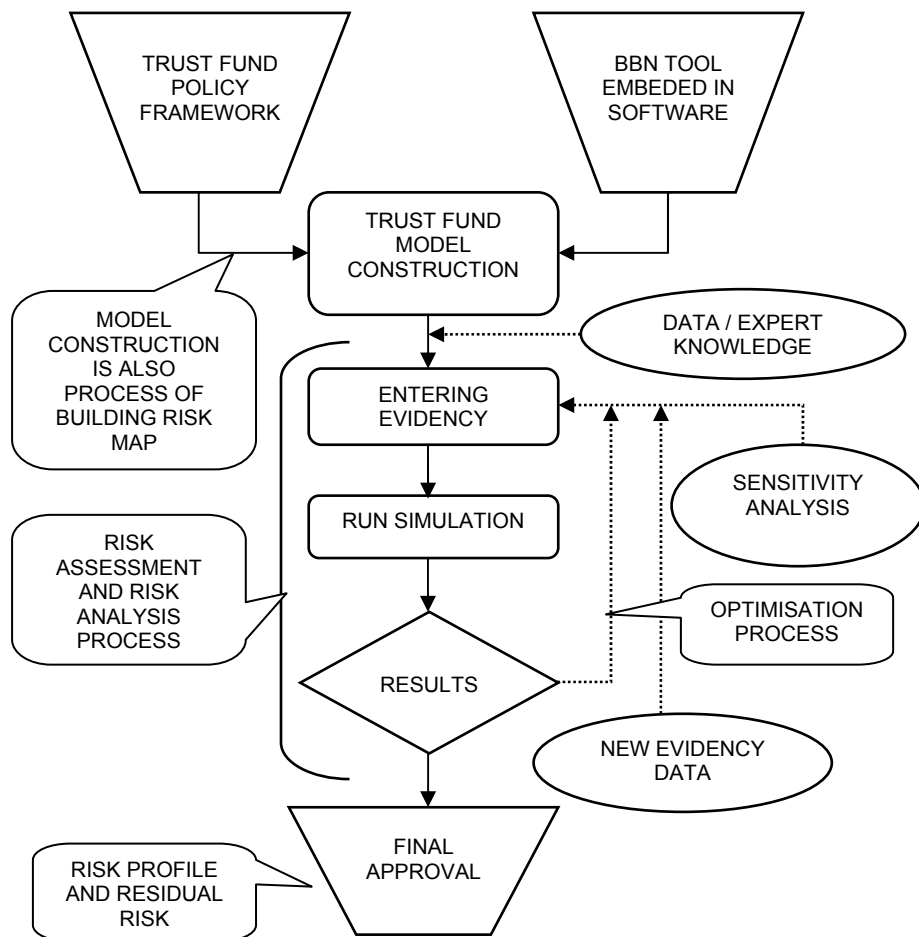 TRUST FUND
POLICY
FRAMEWORK
BBN TOOL
EMBEDED IN
SOFTWARE
TRUST FUND
MODEL
CONSTRUCTION
MODEL
CONSTRUCTION
IS ALSO
PROCESS OF
BUILDING RISK
MAP
DATA / EXPERT
KNOWLEDGE
ENTERING
EVIDENCY
SENSITIVITY
ANALYSIS
RUN SIMULATION
RISK
ASSESSMENT
AND RISK
ANALYSIS
PROCESS
OPTIMISATION
PROCESS
RESULTS
NEW EVIDENCY
DATA
FINAL
APPROVAL
RISK PROFILE
AND RESIDUAL
RISK